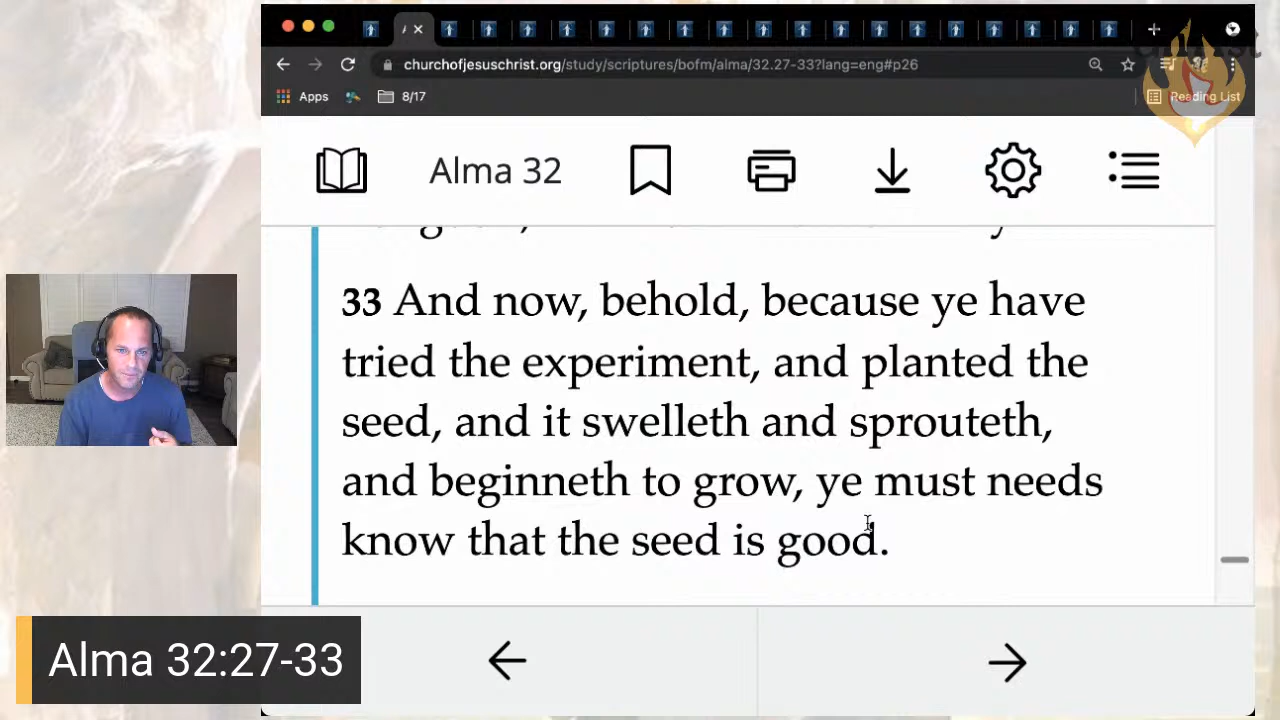 churchofjesuschrist.org/study/scriptures/bofm/alma/32.27-33?lang=eng#p26
Apps
8/17
Reading List
Alma 32
33 And now, behold, because ye have
tried the experiment, and planted the
seed, and it swelleth and sprouteth,
and beginneth to grow, ye must needs
know that the seed is good.
Alma 32:27-33